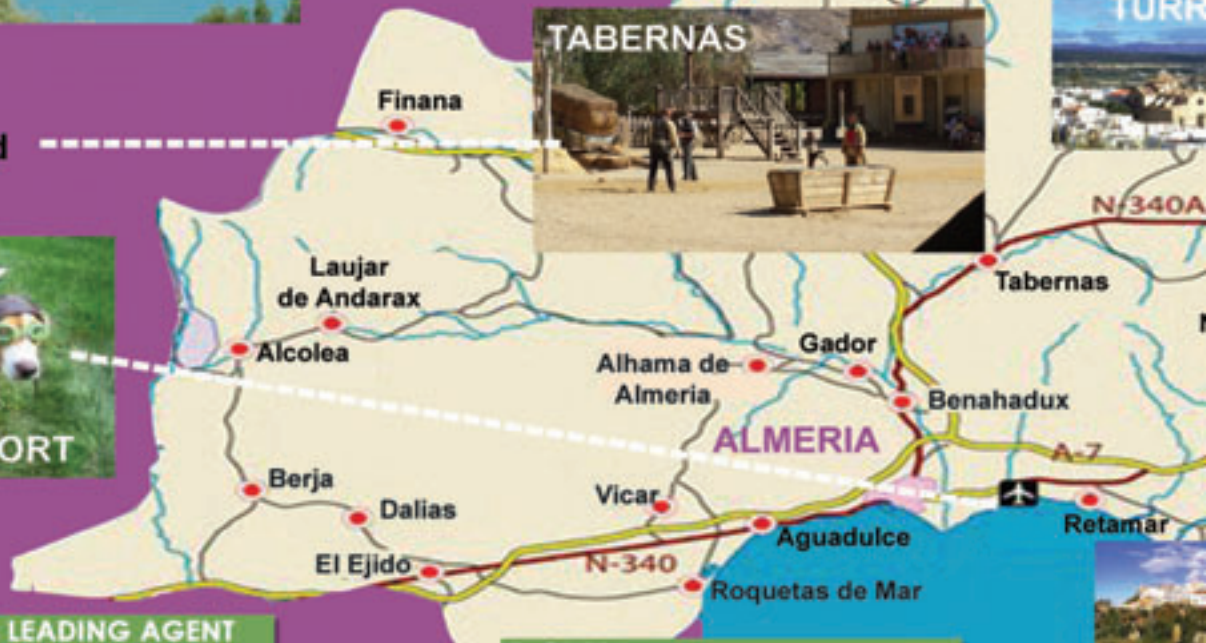 TABERNAS
Finana
N-340A
Laujar
de Andarax
Tabernas
Alcolea
Gador
Alhama de
Almeria
Benahadux
ALMERIA
A-7
Berja
Dalias
Vicar
Retamar
Aguadulce
El Ejido
N-340
Roquetas de Mar
LEADING AGENT